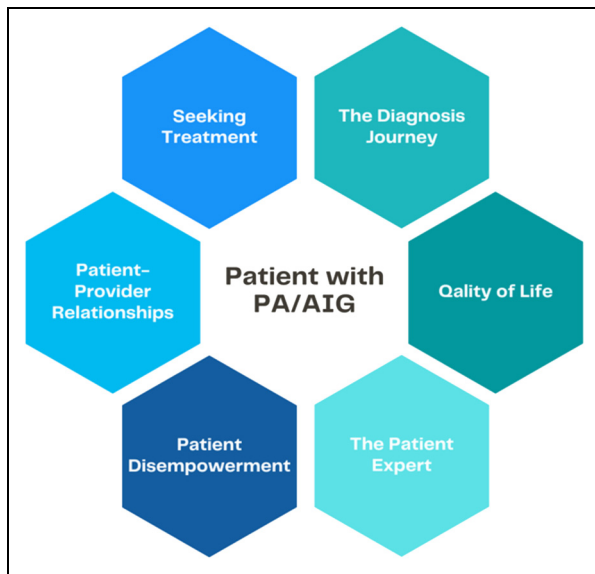 Seeking
Treatment
The Diagnosis
Journey
Patient-
Provider
Relationships
Patient with
PA/AIG
Qality of Life
Patient
Disempowerment
The Patient
Expert